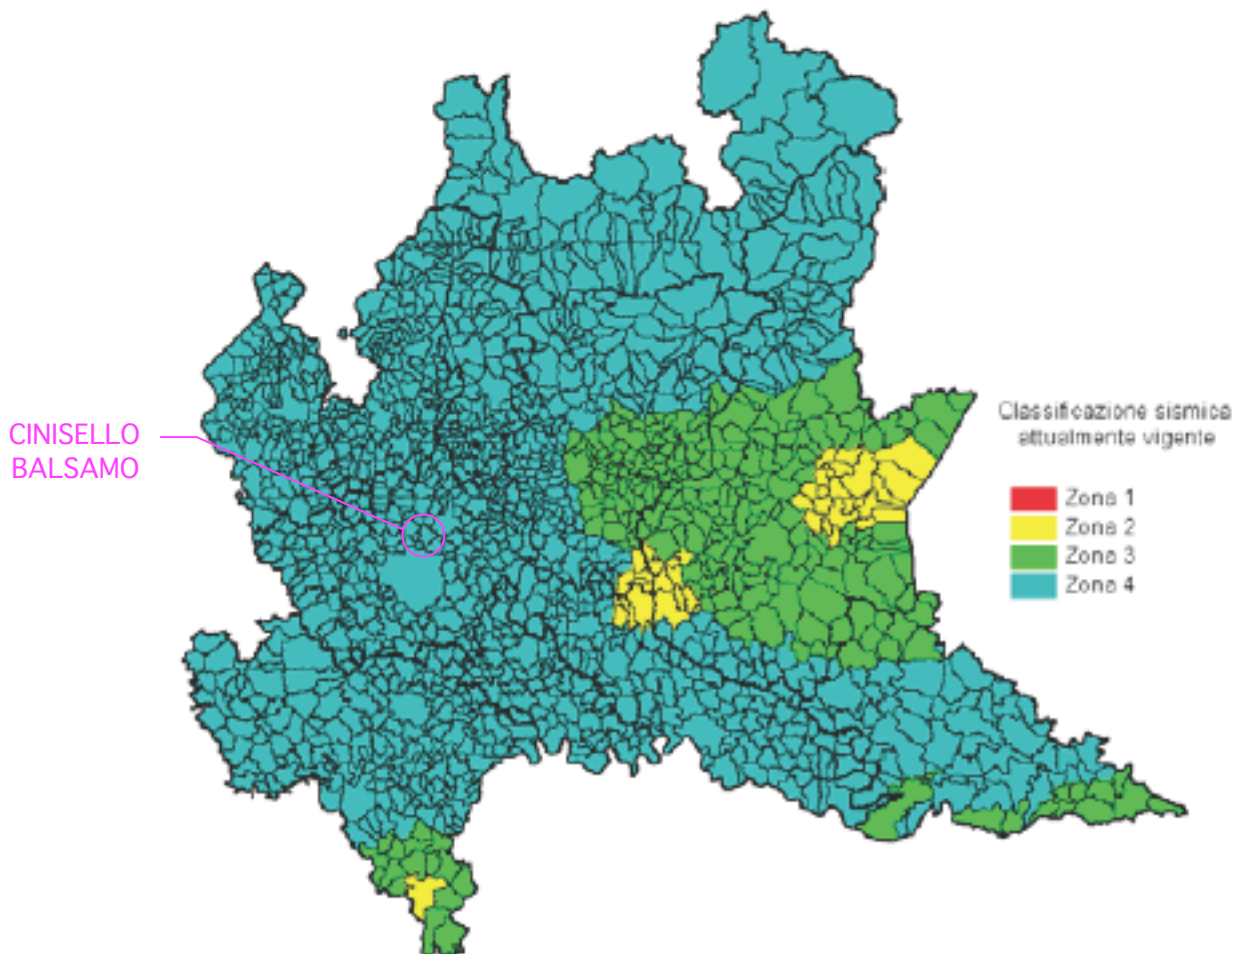 CINISELLO
BALSAMO
Classificazione sismica
attualmente vigente
Zona 1
Zona 2
Zona 3
Zona 4